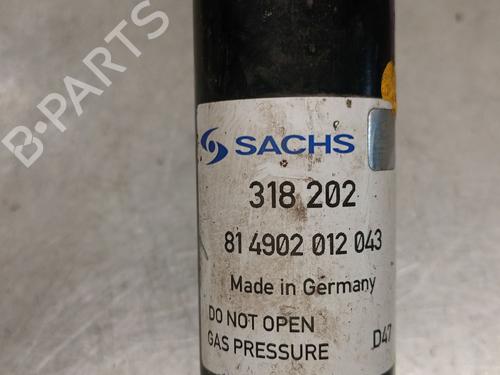 B-PARTS
SACHS
318 202
81 4902 012 043
Made in Germany
DO NOT OPEN
GAS PRESSURE D47